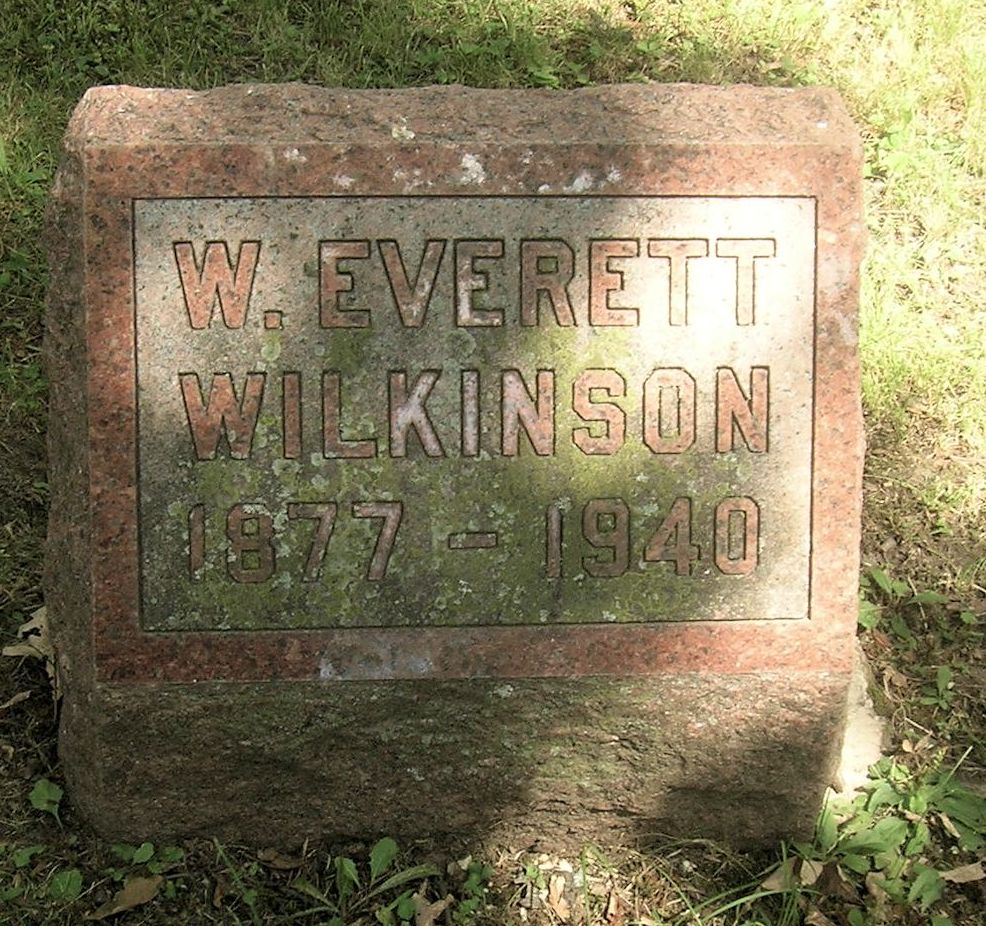 W. EVERETT
WILKINSON
1877 - 1940